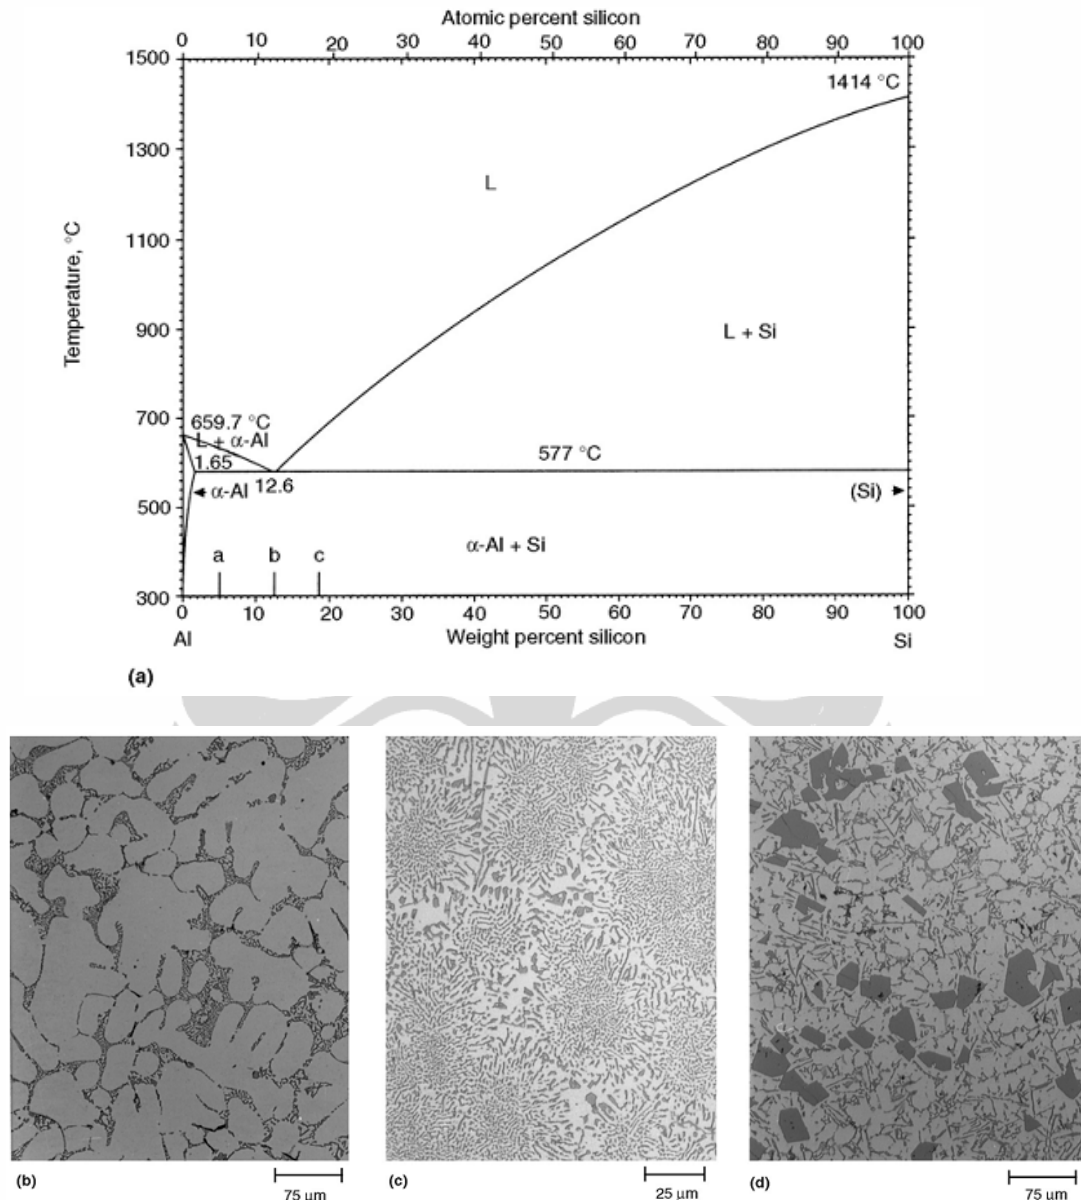 Atomic percent silicon
0 10 20 30 40 50 60 70 80 90 100
1500
1414 °C
1300
L
1100
Temperature, °C
900
L + Si
700
659.7 °C
L + α-Al
1.65
577 °C
α-Al
12.6
(Si)
500
α-Al + Si
a b c
300
0 10 20 30 40 50 60 70 80 90 100
Al Weight percent silicon Si
(a)
(b) 75 μm
(c) 25 μm
(d) 75 μm